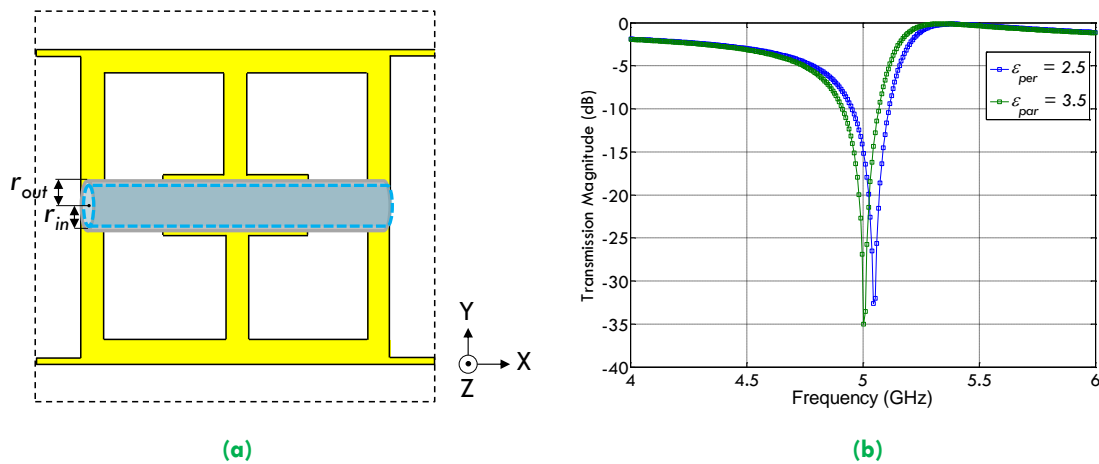 r_out
r_in
Y
X
Z
(a)
0
-5
-10
-15
-20
-25
-30
-35
-40
4
4.5
5
5.5
6
Transmission Magnitude (dB)
Frequency (GHz)
ε_per = 2.5
ε_par = 3.5
(b)